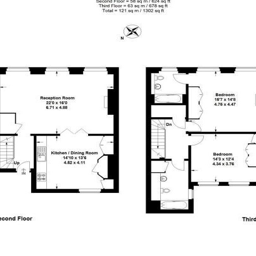 Second Floor = 58 sq m / 624 sq ft
Third Floor = 63 sq m / 678 sq ft
Total = 121 sq m / 1302 sq ft
N
Reception Room
22'0 x 16'0
6.71 x 4.88
Kitchen / Dining Room
14'10 x 13'6
4.52 x 4.11
Up
Second Floor
Bedroom
15'7 x 14'8
4.75 x 4.47
Dn
Bedroom
14'3 x 12'4
4.34 x 3.76
Third